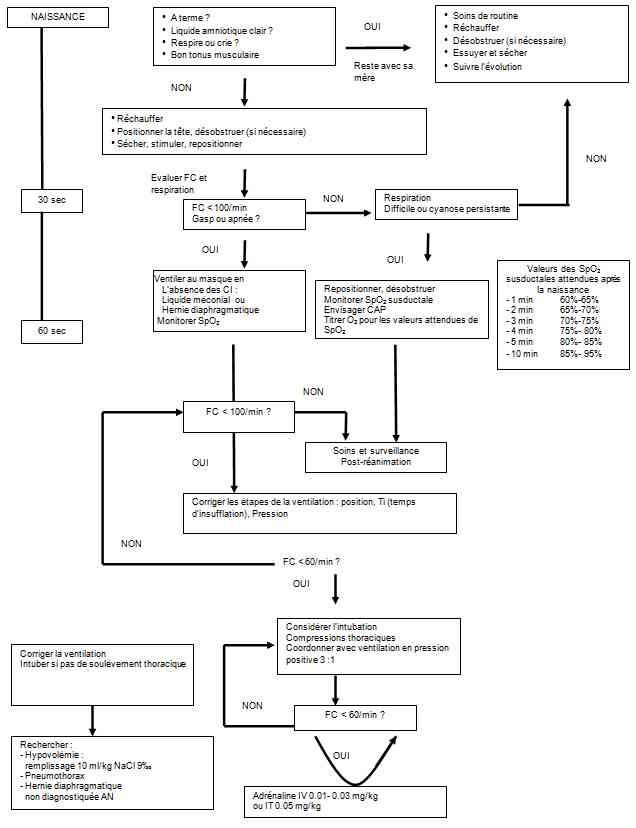 NAISSANCE
• A terme ?
• Liquide amniotique clair ?
• Respire ou crie ?
• Bon tonus musculaire
OUI
Reste avec sa
mère
• Soins de routine
• Réchauffer
• Désobstruer (si nécessaire)
• Essuyer et sécher
• Suivre l'évolution
NON
• Réchauffer
• Positionner la tête, désobstruer (si nécessaire)
• Sécher, stimuler, repositionner
NON
Evaluer FC et
respiration
30 sec
FC < 100/min
Gasp ou apnée ?
NON
Respiration
Difficile ou cyanose persistante
OUI
OUI
Ventiler au masque en
L'absence des CI :
Liquide méconial ou
Hernie diaphragmatique
Monitorer SpO₂
Repositionner, désobstruer
Monitorer SpO₂ susductale
Envisager CAP
Titrer O₂ pour les valeurs attendues de
SpO₂
Valeurs des SpO₂
susductales attendues après
la naissance
- 1 min 60%-65%
- 2 min 65%-70%
- 3 min 70%-75%
- 4 min 75%- 80%
- 5 min 80%- 85%
- 10 min 85%- 95%
60 sec
FC < 100/min ?
NON
Soins et surveillance
Post-réanimation
OUI
Corriger les étapes de la ventilation : position, Ti (temps
d'insufflation), Pression
NON
FC < 60/min ?
OUI
Considérer l'intubation
Compressions thoraciques
Coordonner avec ventilation en pression
positive 3 :1
Corriger la ventilation
Intuber si pas de soulèvement thoracique
NON
FC < 60/min ?
OUI
Rechercher :
- Hypovolémie :
remplissage 10 ml/kg NaCl 9‰
- Pneumothorax
- Hernie diaphragmatique
non diagnostiquée AN
Adrénaline IV 0.01- 0.03 mg/kg
ou IT 0.05 mg/kg